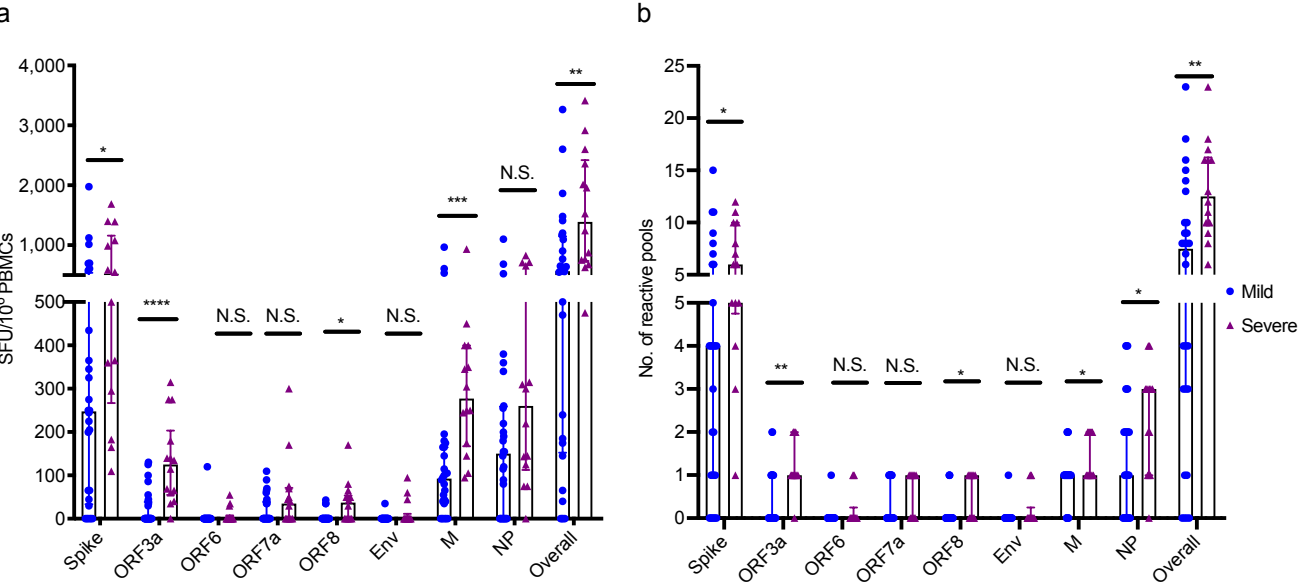 a
b
SFU/10⁶ PBMCs
4,000
3,000
2,000
1,000
500
400
300
200
100
0
*
****
N.S.
N.S.
*
N.S.
***
N.S.
**
Spike
ORF3a
ORF6
ORF7a
ORF8
Env
M
NP
Overall
No. of reactive pools
25
20
15
10
5
5
4
3
2
1
0
*
**
N.S.
N.S.
*
N.S.
*
*
**
Spike
ORF3a
ORF6
ORF7a
ORF8
Env
M
NP
Overall
Mild
Severe